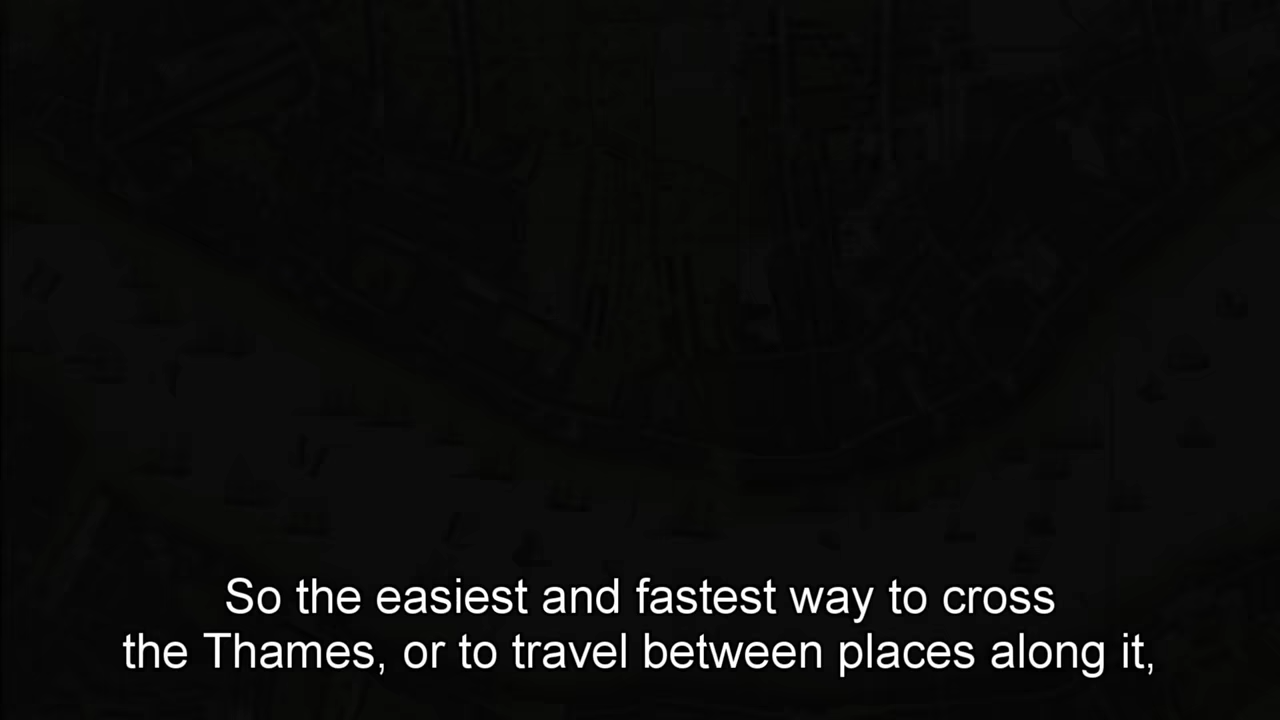 So the easiest and fastest way to cross
the Thames, or to travel between places along it,